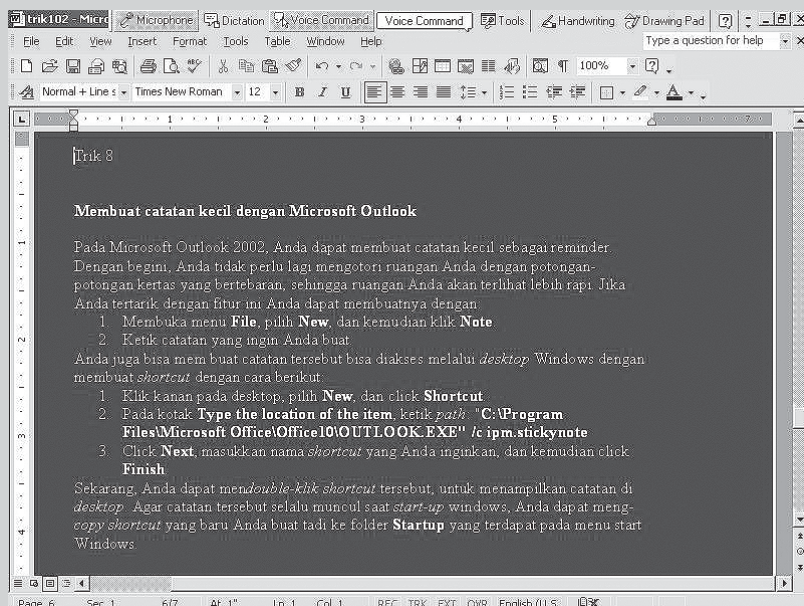 trik102 - Micro Microphone Dictation Voice Command Voice Command Tools Handwriting Drawing Pad
File Edit View Insert Format Tools Table Window Help Type a question for help
100%
Normal + Line s Times New Roman 12 B I U A
L 1 2 3 4 5 7
Trik 8
Membuat catatan kecil dengan Microsoft Outlook
Pada Microsoft Outlook 2002, Anda dapat membuat catatan kecil sebagai reminder.
Dengan begini, Anda tidak perlu lagi mengotori ruangan Anda dengan potongan-
potongan kertas yang bertebaran, sehingga ruangan Anda akan terlihat lebih rapi. Jika
Anda tertarik dengan fitur ini Anda dapat membuatnya dengan:
1. Membuka menu File, pilih New, dan kemudian klik Note
2. Ketik catatan yang ingin Anda buat
Anda juga bisa mem buat catatan tersebut bisa diakses melalui desktop Windows dengan
membuat shortcut dengan cara berikut:
1. Klik kanan pada desktop, pilih New, dan click Shortcut
2. Pada kotak Type the location of the item, ketik path: "C:\Program
Files\Microsoft Office\Office10\OUTLOOK.EXE" /c ipm.stickynote
3. Click Next, masukkan nama shortcut yang Anda inginkan, dan kemudian click
Finish
Sekarang, Anda dapat mendouble-klik shortcut tersebut, untuk menampilkan catatan di
desktop. Agar catatan tersebut selalu muncul saat start-up windows, Anda dapat meng-
copy shortcut yang baru Anda buat tadi ke folder Startup yang terdapat pada menu start
Windows.
Page 6 Sec 1 6/7 At 1" Ln 1 Col 1 REC TRK EXT OVR English (U.S